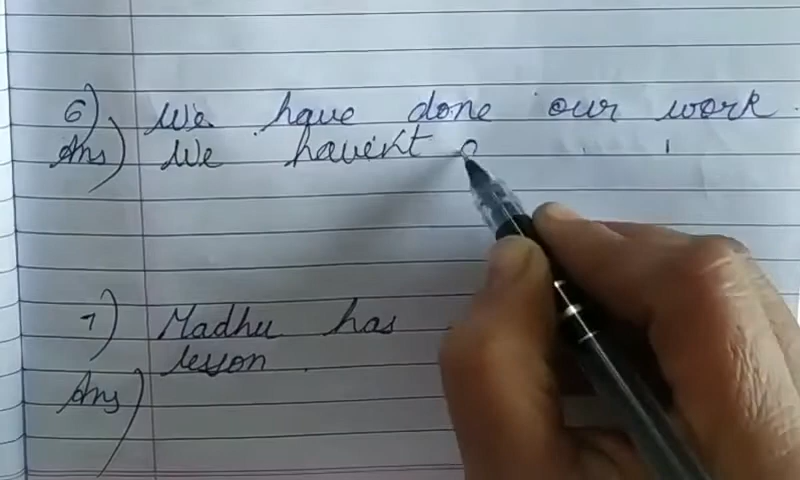 6) We have done our work.
Ans) We haven't
7) Madhu has
lesson.
Ans)